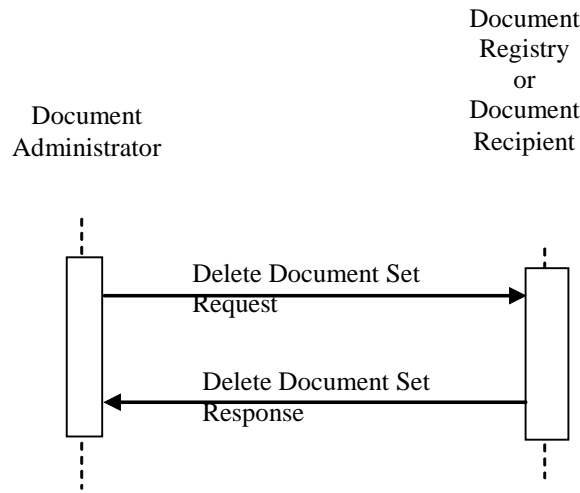 Document
Registry
or
Document
Recipient
Document
Administrator
Delete Document Set
Request
Delete Document Set
Response